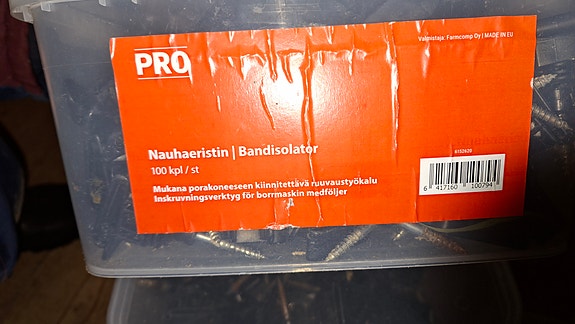 Valmistaja: Farmcomp Oy | MADE IN EU
PRO
Nauhaeristin | Bandisolator
100 kpl / st
Mukana porakoneeseen kiinnitettävä ruuvaustyökalu
Inskruvningsverktyg för borrmaskin medföljer
6152620
6 417160 100794